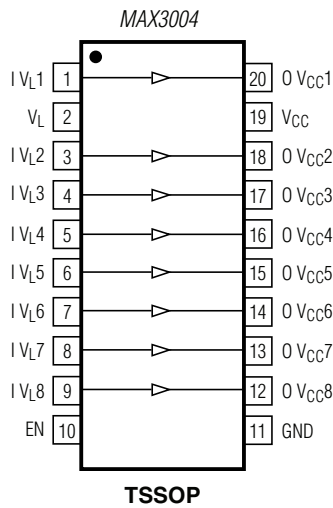 MAX3004
I VL1 1 20 O VCC1
VL 2 19 VCC
I VL2 3 18 O VCC2
I VL3 4 17 O VCC3
I VL4 5 16 O VCC4
I VL5 6 15 O VCC5
I VL6 7 14 O VCC6
I VL7 8 13 O VCC7
I VL8 9 12 O VCC8
EN 10 11 GND
TSSOP